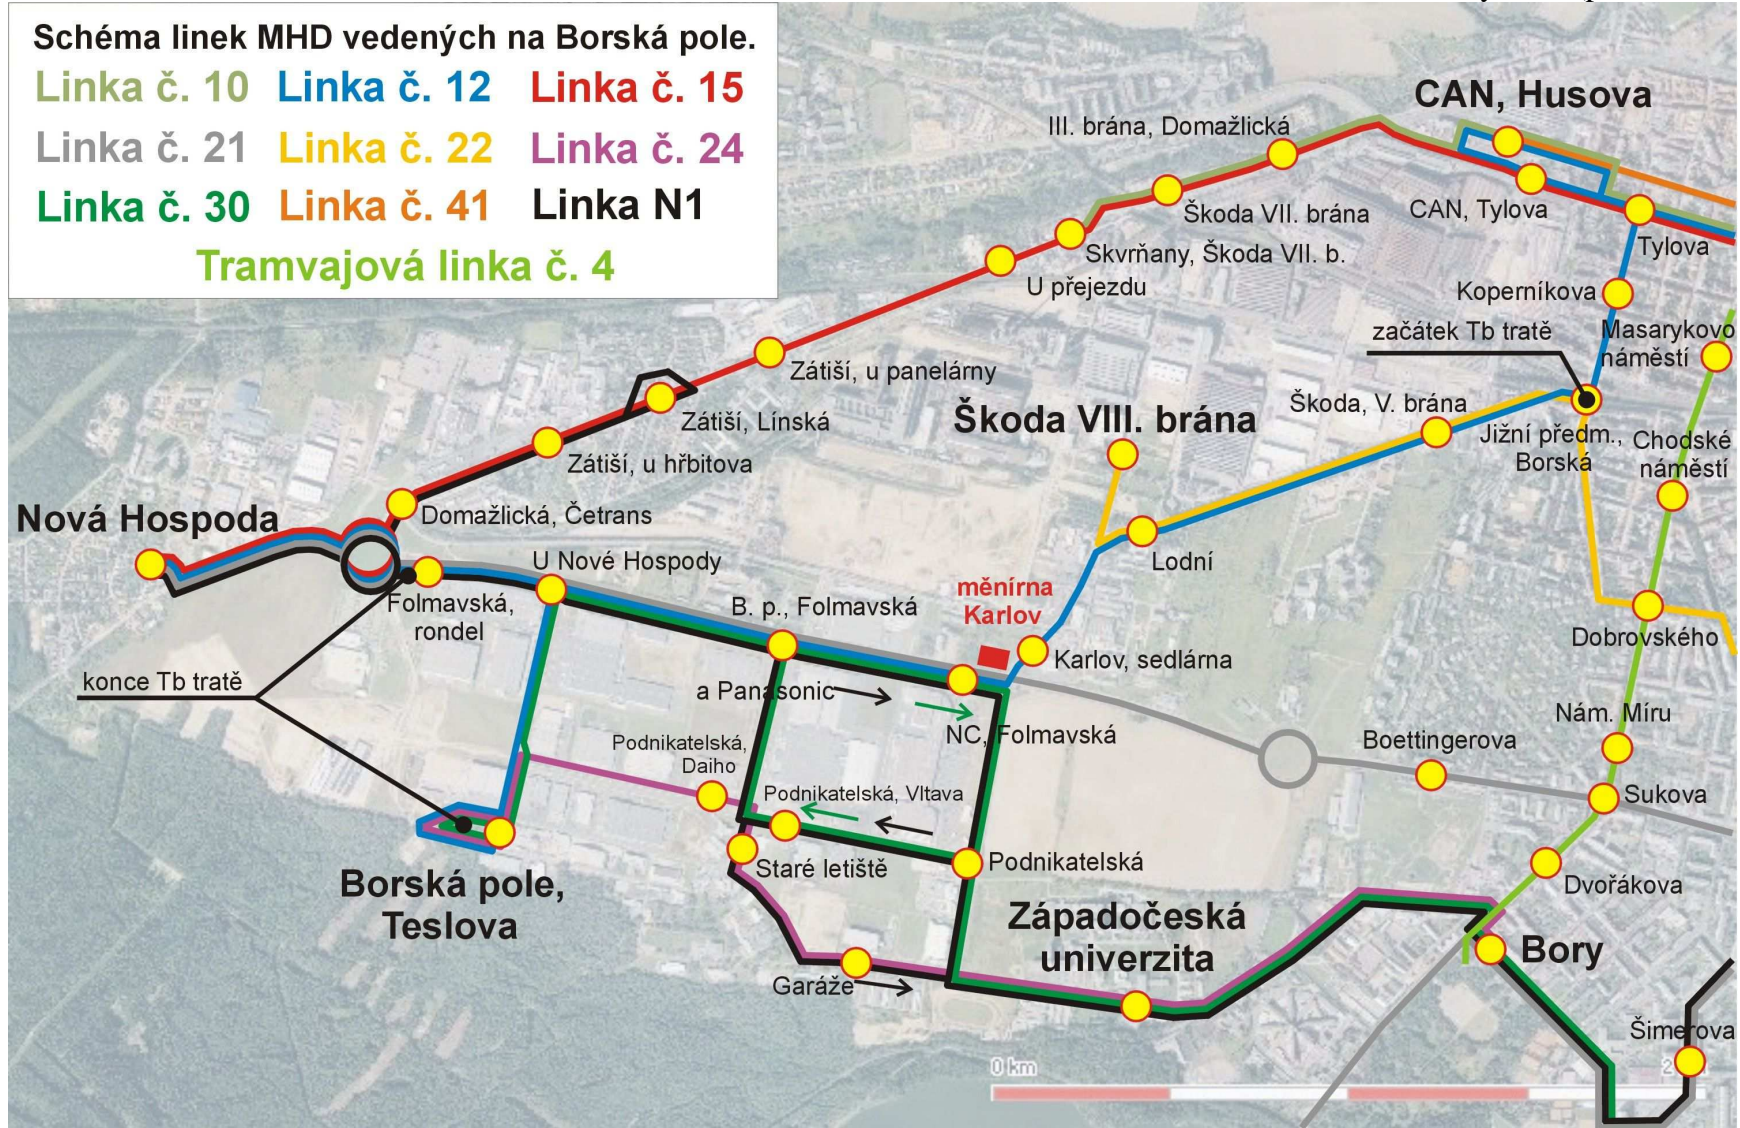 Schéma linek MHD vedených na Borská pole.
Linka č. 10 Linka č. 12 Linka č. 15
Linka č. 21 Linka č. 22 Linka č. 24
Linka č. 30 Linka č. 41 Linka N1
Tramvajová linka č. 4
CAN, Husova
III. brána, Domažlická
Škoda VII. brána
CAN, Tylova
Tylova
Skvrňany, Škoda VII. b.
U přejezdu
Koperníkova
začátek Tb tratě
Masarykovo
náměstí
Zátiší, u panelárny
Škoda VIII. brána
Škoda, V. brána
Zátiší, Línská
Jižní předm.,
Borská
Chodské
náměstí
Zátiší, u hřbitova
Nová Hospoda
Domažlická, Četrans
U Nové Hospody
Lodní
měnírna
Karlov
Folmavská,
rondel
B. p., Folmavská
Dobrovského
Karlov, sedlárna
konce Tb tratě
a Panasonic
NC, Folmavská
Nám. Míru
Podnikatelská,
Daiho
Boettingerova
Podnikatelská, Vltava
Sukova
Staré letiště
Podnikatelská
Dvořákova
Borská pole,
Teslova
Západočeská
univerzita
Bory
Garáže
Šimerova
0 km